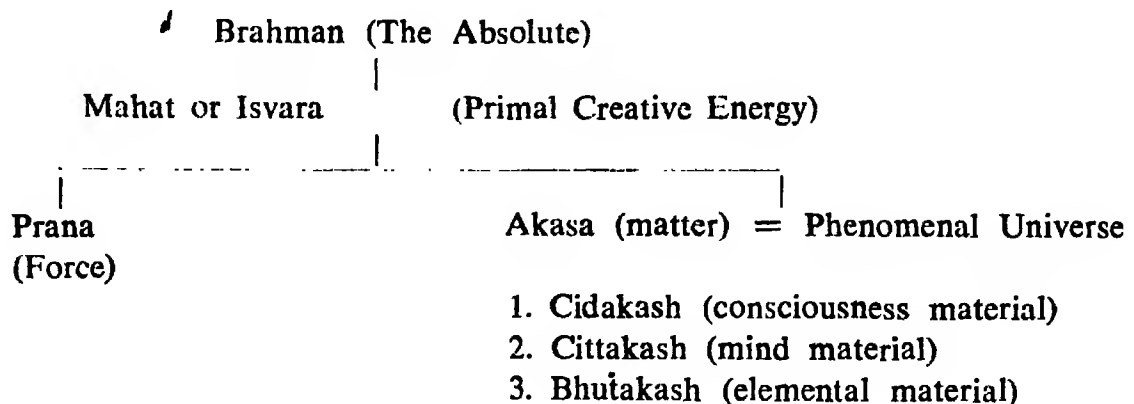 Brahman (The Absolute)
Mahat or Isvara (Primal Creative Energy)
Prana Akasa (matter) = Phenomenal Universe
(Force)
1. Cidakash (consciousness material)
2. Cittakash (mind material)
3. Bhutakash (elemental material)